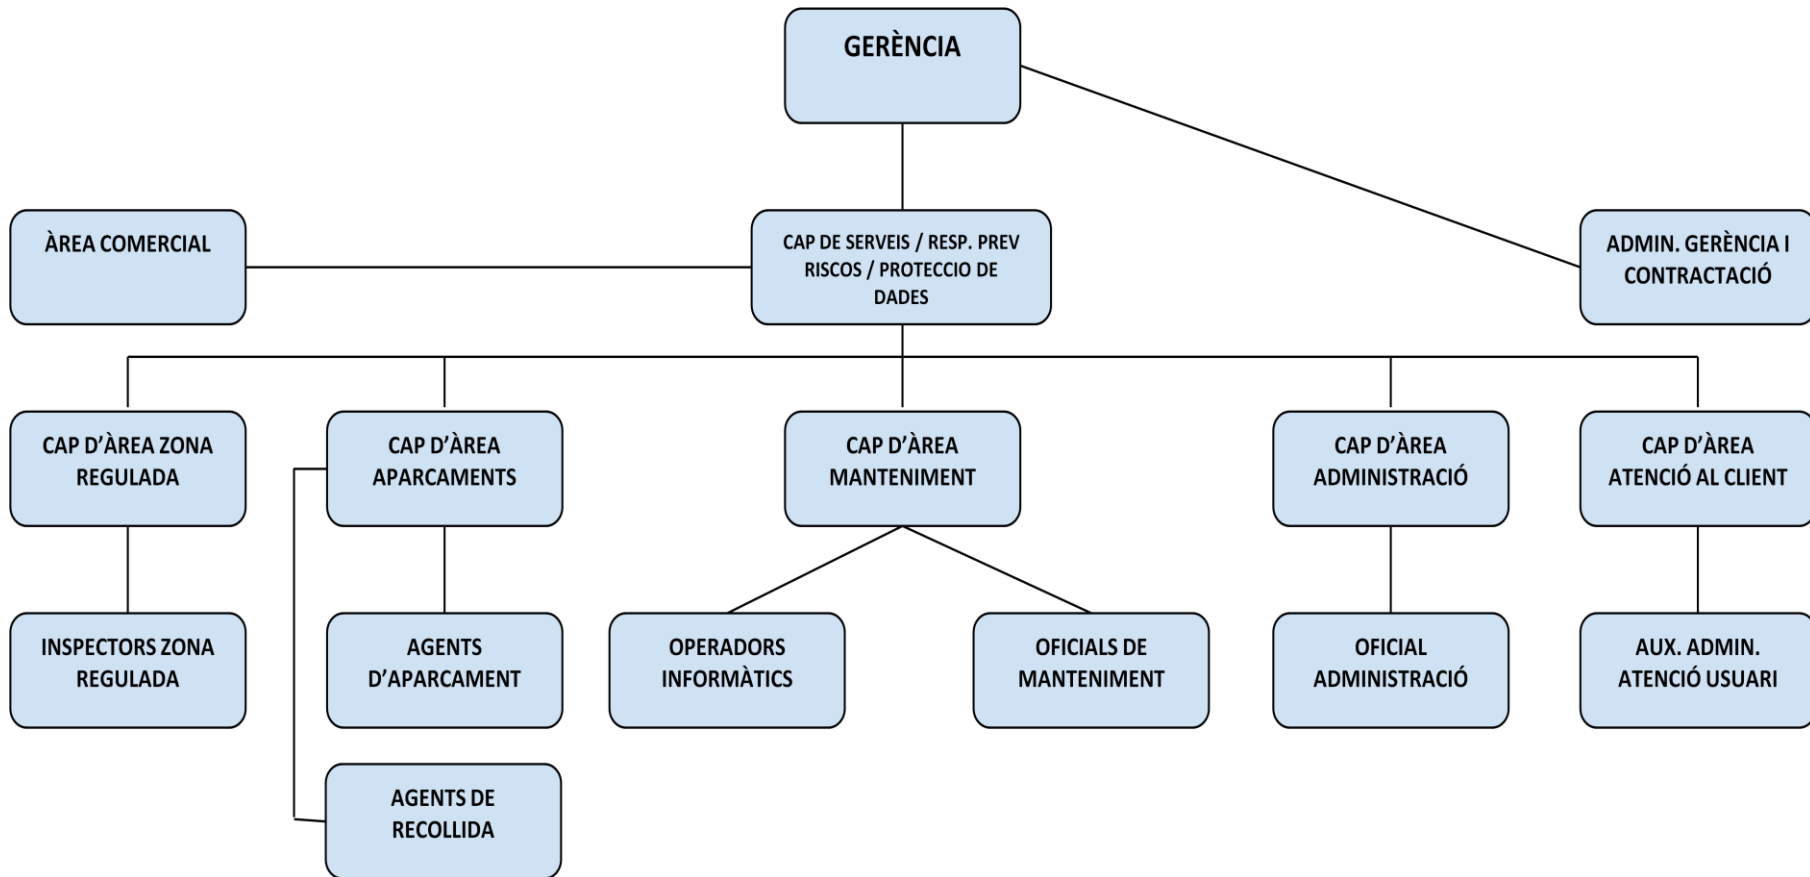 GERÈNCIA
ÀREA COMERCIAL
CAP DE SERVEIS / RESP. PREV
RISCOS / PROTECCIO DE
DADES
ADMIN. GERÈNCIA I
CONTRACTACIÓ
CAP D’ÀREA ZONA
REGULADA
CAP D’ÀREA
APARCAMENTS
CAP D’ÀREA
MANTENIMENT
CAP D’ÀREA
ADMINISTRACIÓ
CAP D’ÀREA
ATENCIÓ AL CLIENT
INSPECTORS ZONA
REGULADA
AGENTS
D’APARCAMENT
OPERADORS
INFORMÀTICS
OFICIALS DE
MANTENIMENT
OFICIAL
ADMINISTRACIÓ
AUX. ADMIN.
ATENCIÓ USUARI
AGENTS DE
RECOLLIDA